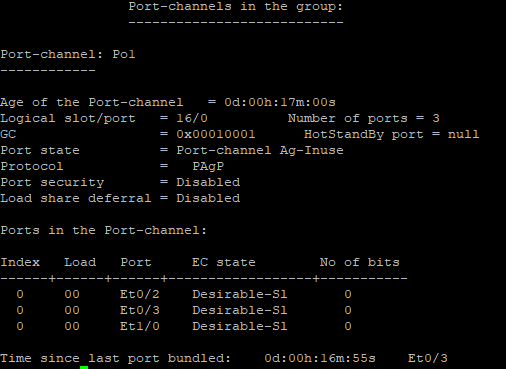 Port-channels in the group:
---------------------------
Port-channel: Po1
------------
Age of the Port-channel   = 0d:00h:17m:00s
Logical slot/port   = 16/0          Number of ports = 3
GC                  = 0x00010001      HotStandBy port = null
Port state          = Port-channel Ag-Inuse
Protocol            =   PAgP
Port security       = Disabled
Load share deferral = Disabled
Ports in the Port-channel:
Index   Load   Port     EC state        No of bits
------+------+------+------------------+-----------
  0     00     Et0/2    Desirable-Sl       0
  0     00     Et0/3    Desirable-Sl       0
  0     00     Et1/0    Desirable-Sl       0
Time since last port bundled:    0d:00h:16m:55s    Et0/3